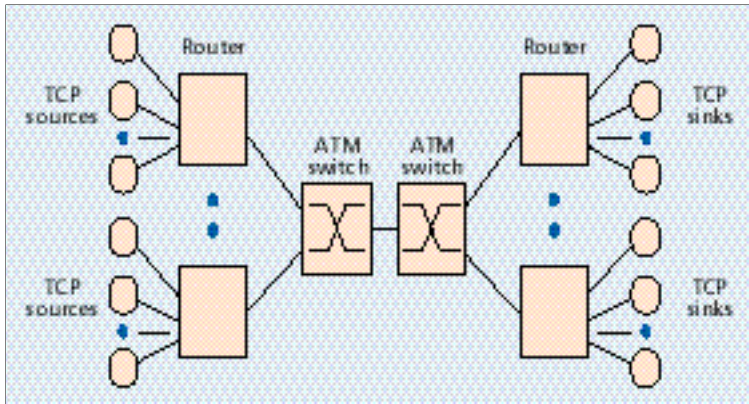 Router
Router
TCP
sources
TCP
sinks
ATM
switch
ATM
switch
TCP
sources
TCP
sinks